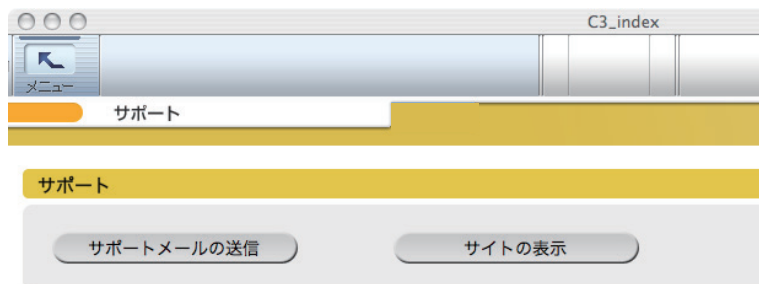 C3_index
メニュー
サポート
サポート
サポートメールの送信
サイトの表示